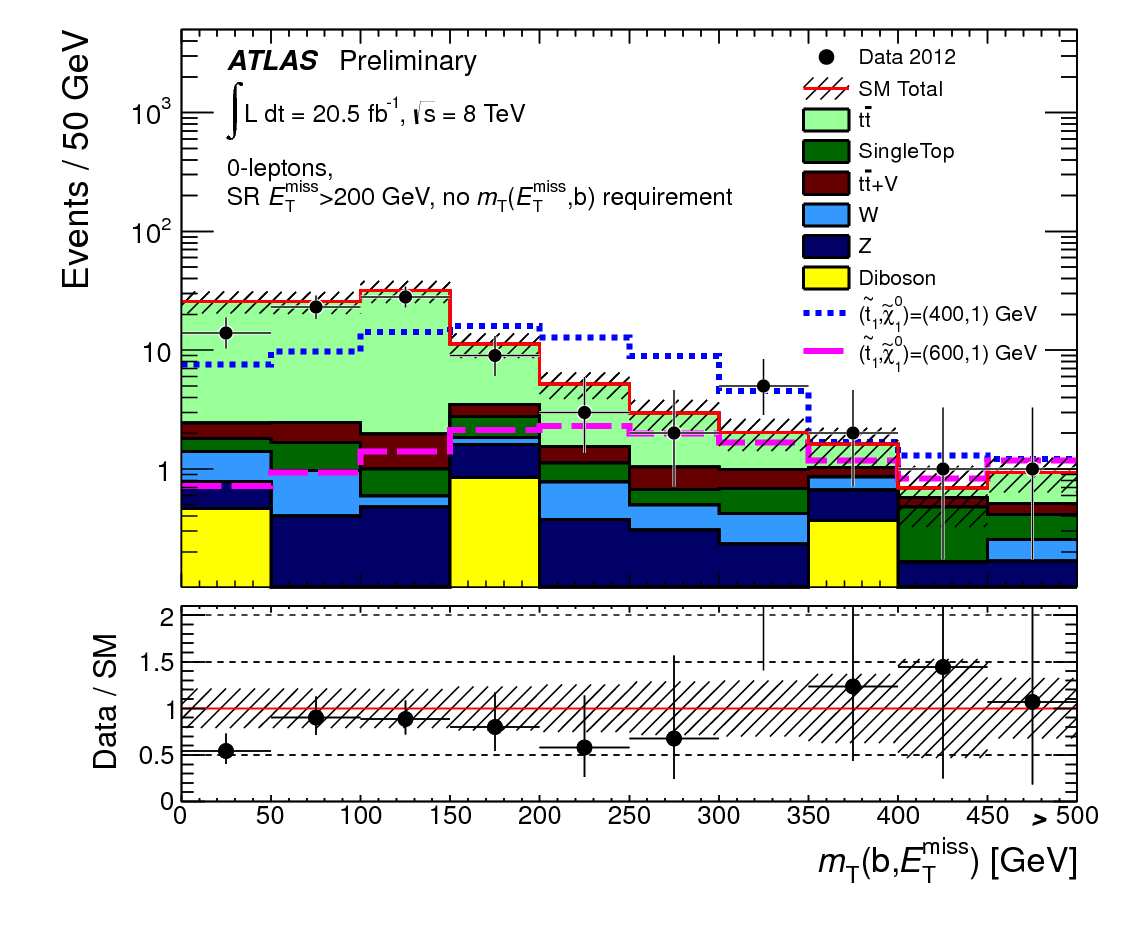 Events / 50 GeV
10³
10²
10
1
ATLAS Preliminary
∫ L dt = 20.5 fb⁻¹, √s = 8 TeV
0-leptons,
SR E_T^miss>200 GeV, no m_T(E_T^miss,b) requirement
Data 2012
SM Total
tt̄
SingleTop
tt̄+V
W
Z
Diboson
(t̃₁,χ̃₁⁰)=(400,1) GeV
(t̃₁,χ̃₁⁰)=(600,1) GeV
Data / SM
2
1.5
1
0.5
0
0 50 100 150 200 250 300 350 400 450 > 500
m_T(b,E_T^miss) [GeV]